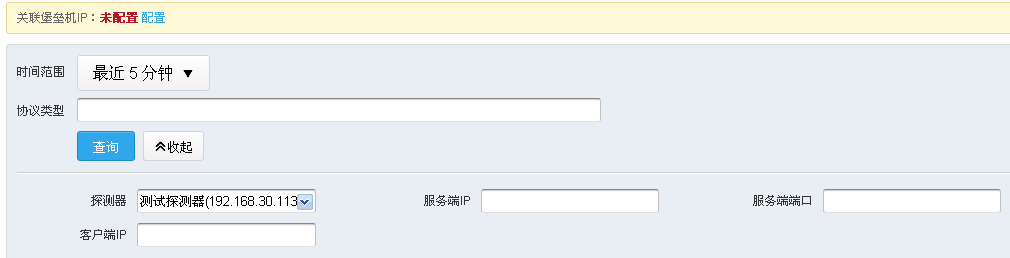 关联堡垒机IP：未配置 配置
时间范围 最近 5 分钟
协议类型
查询 收起
探测器 测试探测器(192.168.30.113 服务端IP 服务端端口
客户端IP